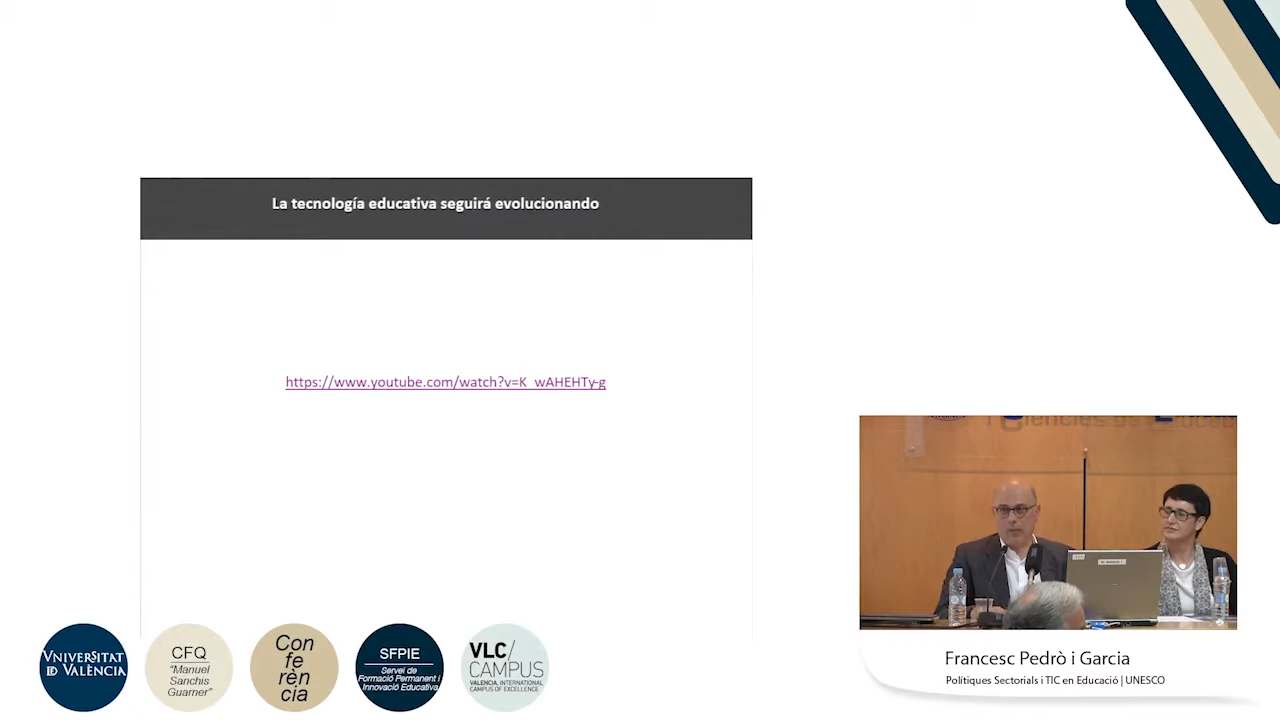 La tecnología educativa seguirá evolucionando
https://www.youtube.com/watch?v=K_wAHEHTy-g
Francesc Pedrò i Garcia
Polítiques Sectorials i TIC en Educació | UNESCO
VNIVERSITAT
ID VALÈNCIA
CFQ
"Manuel
Sanchis
Guarner"
Con
fe
rèn
cia
SFPIE
Servei de
Formació Permanent i
Innovació Educativa
VLC/
CAMPUS
VALENCIA, INTERNATIONAL
CAMPUS OF EXCELLENCE